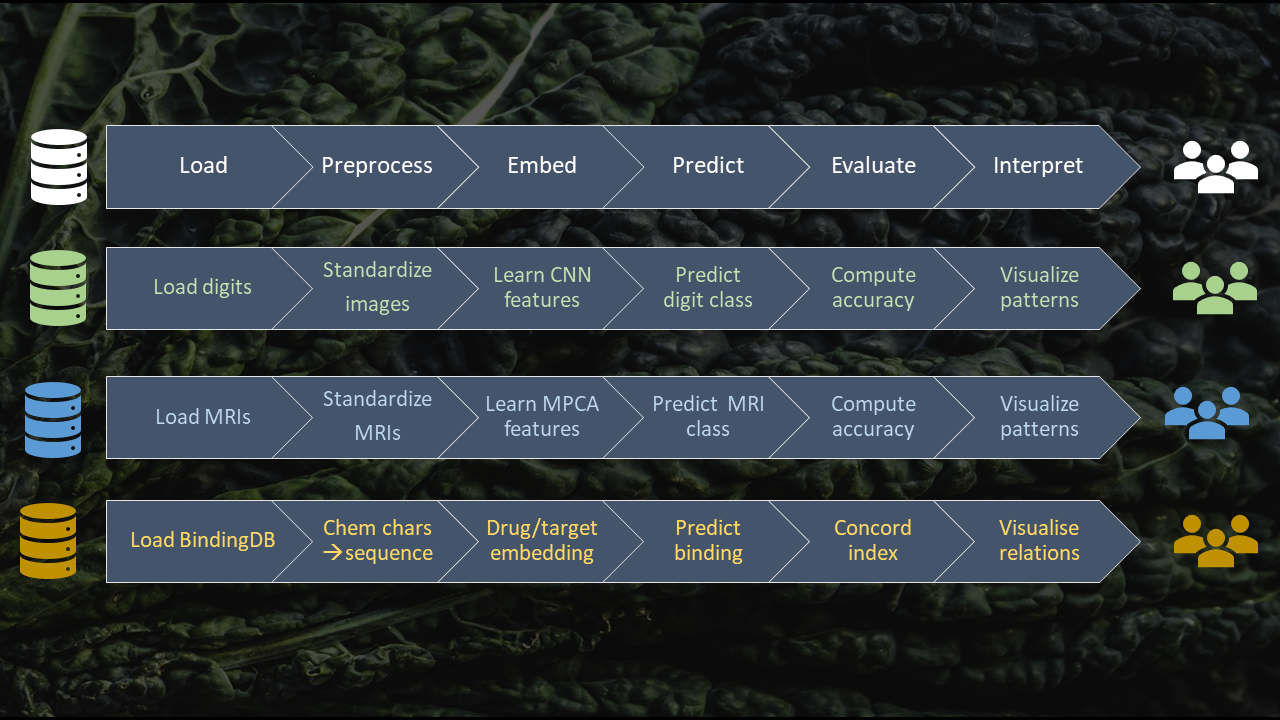 Load
Preprocess
Embed
Predict
Evaluate
Interpret
Load digits
Standardize
images
Learn CNN
features
Predict
digit class
Compute
accuracy
Visualize
patterns
Load MRIs
Standardize
MRIs
Learn MPCA
features
Predict MRI
class
Compute
accuracy
Visualize
patterns
Load BindingDB
Chem chars
→sequence
Drug/target
embedding
Predict
binding
Concord
index
Visualise
relations